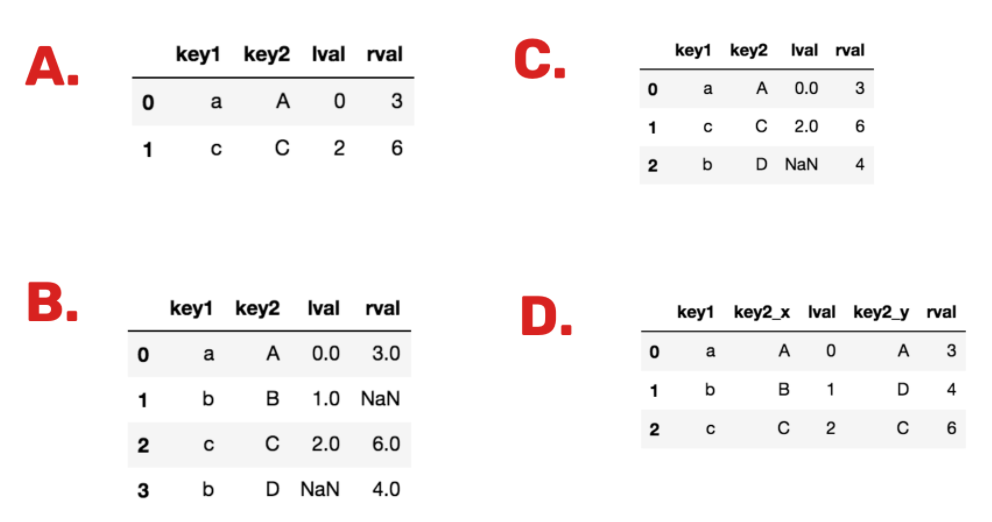 A.
key1 key2 lval rval
0 a A 0 3
1 c C 2 6
B.
key1 key2 lval rval
0 a A 0.0 3.0
1 b B 1.0 NaN
2 c C 2.0 6.0
3 b D NaN 4.0
C.
key1 key2 lval rval
0 a A 0.0 3
1 c C 2.0 6
2 b D NaN 4
D.
key1 key2_x lval key2_y rval
0 a A 0 A 3
1 b B 1 D 4
2 c C 2 C 6